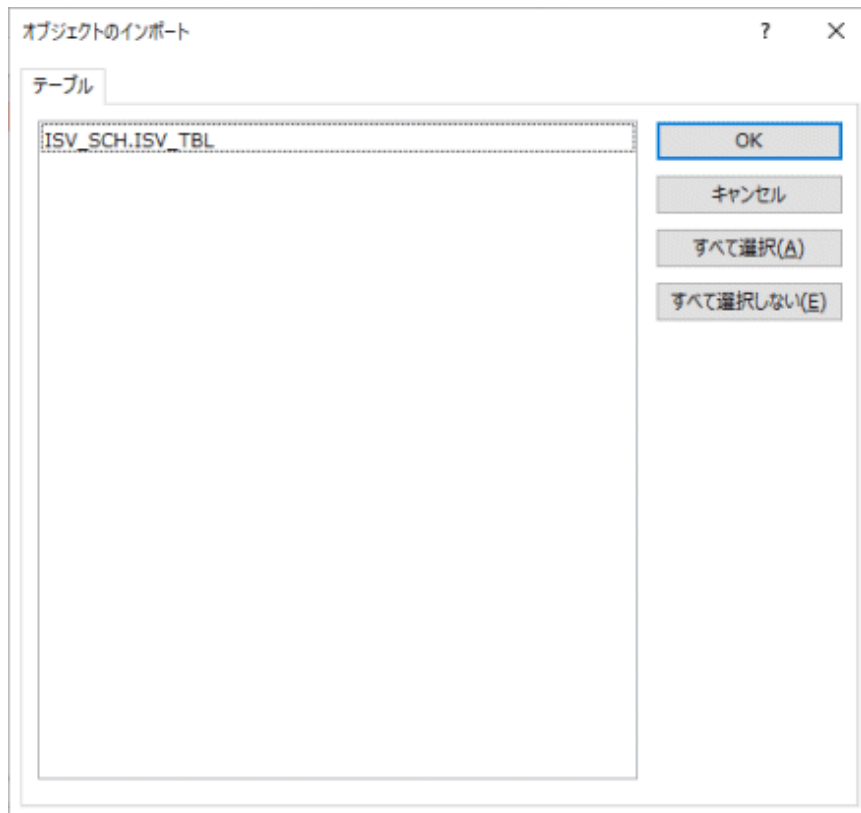 オブジェクトのインポート
?
テーブル
ISV_SCH.ISV_TBL
OK
キャンセル
すべて選択(A)
すべて選択しない(E)